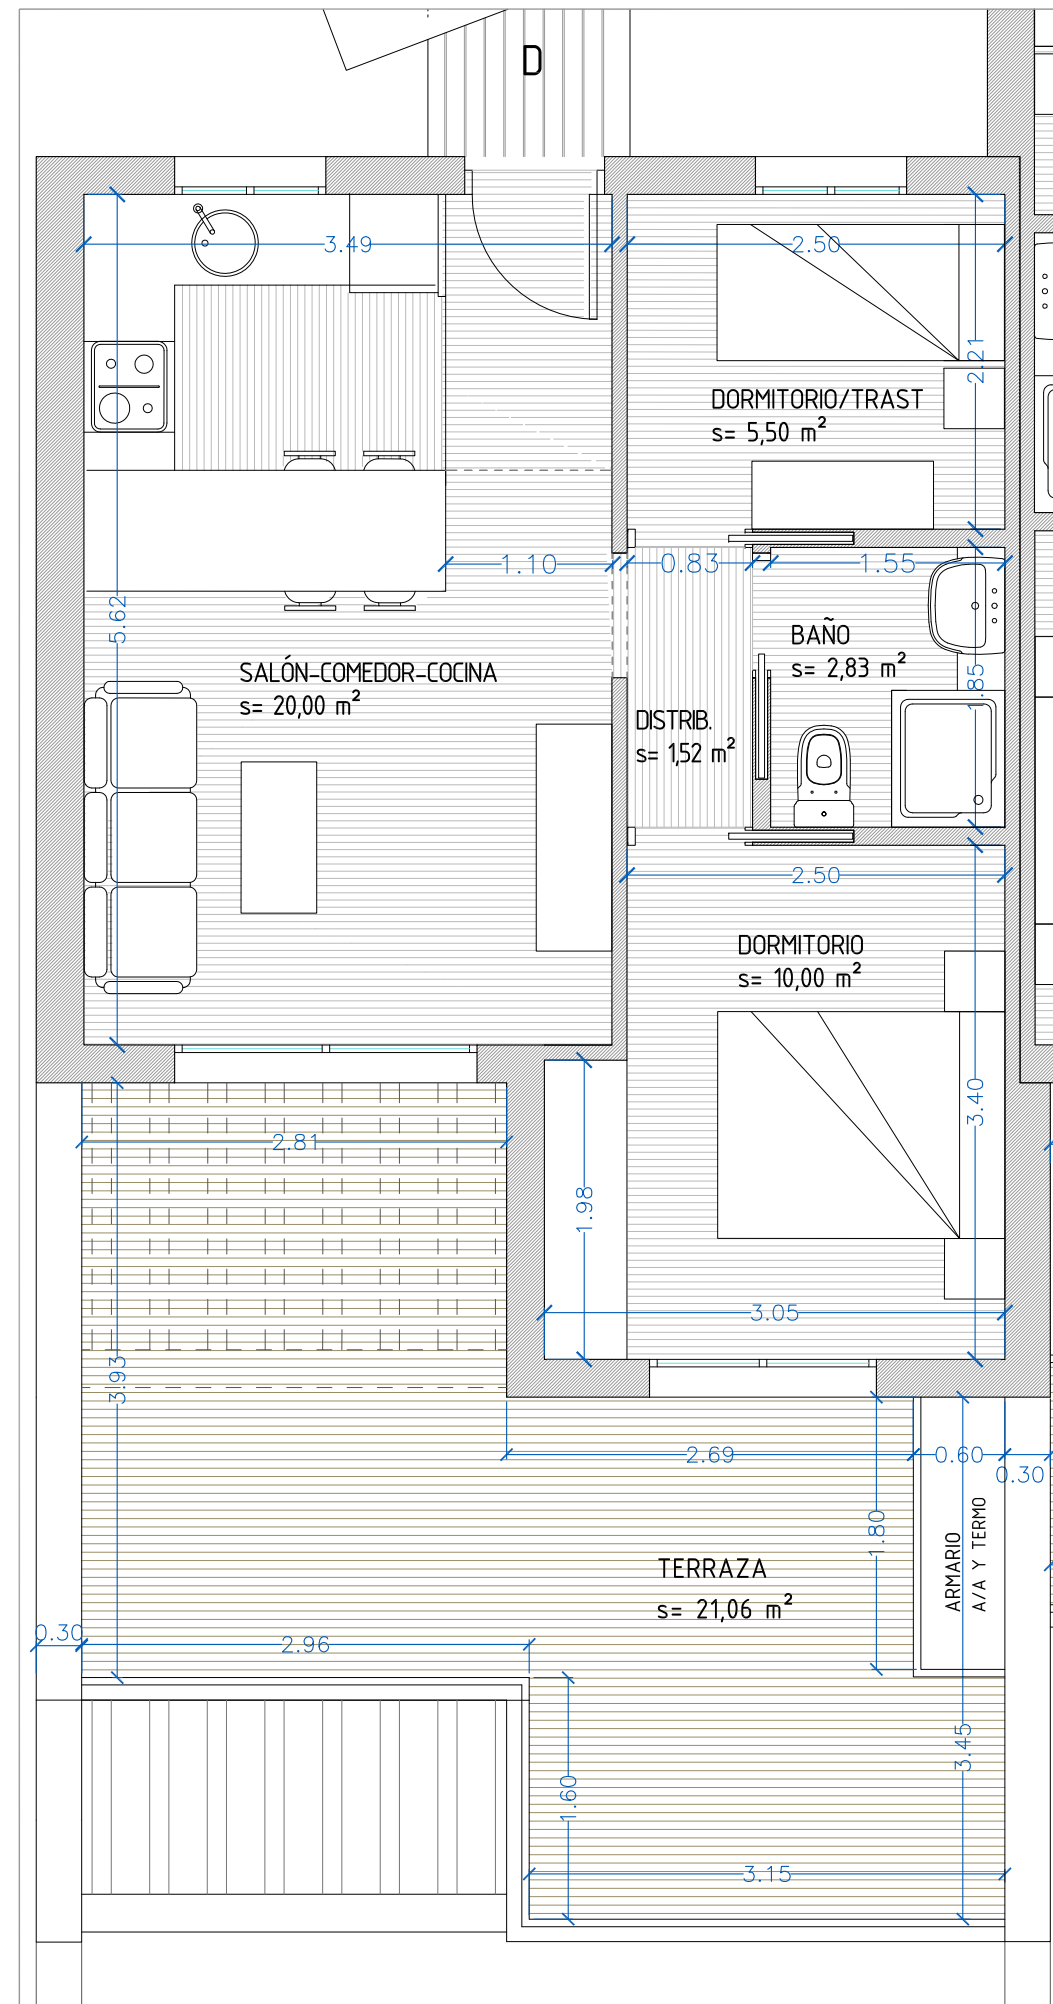 D
3.49
2.50
2.21
DORMITORIO/TRAST
s= 5,50 m²
1.10
0.83
1.55
5.62
BAÑO
s= 2,83 m²
SALÓN-COMEDOR-COCINA
s= 20,00 m²
1.85
DISTRIB.
s= 1,52 m²
2.50
DORMITORIO
s= 10,00 m²
3.40
2.81
1.98
3.05
3.93
2.69
0.60
0.30
1.80
ARMARIO
A/A Y TERMO
TERRAZA
s= 21,06 m²
0.30
2.96
3.45
1.60
3.15